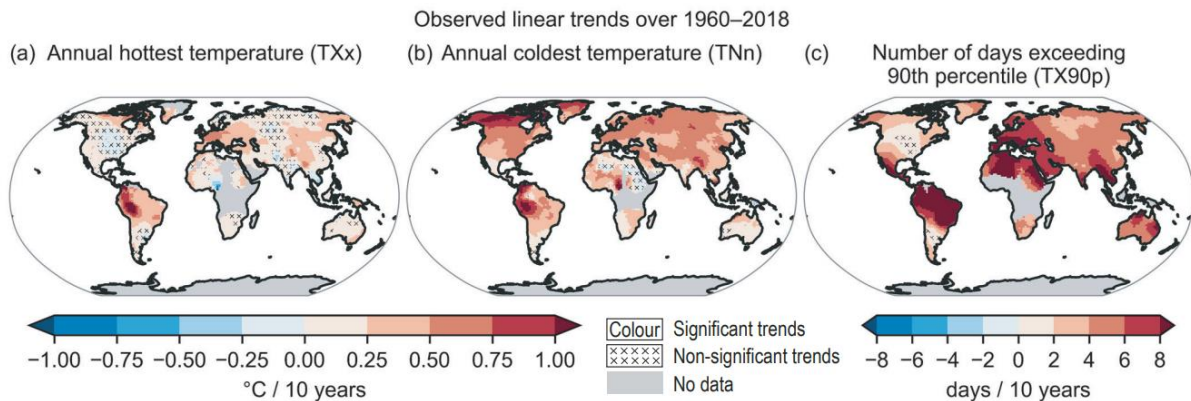 Observed linear trends over 1960–2018
(a) Annual hottest temperature (TXx)
(b) Annual coldest temperature (TNn)
(c) Number of days exceeding
90th percentile (TX90p)
−1.00 −0.75 −0.50 −0.25 0.00 0.25 0.50 0.75 1.00
°C / 10 years
Colour Significant trends
Non-significant trends
No data
−8 −6 −4 −2 0 2 4 6 8
days / 10 years